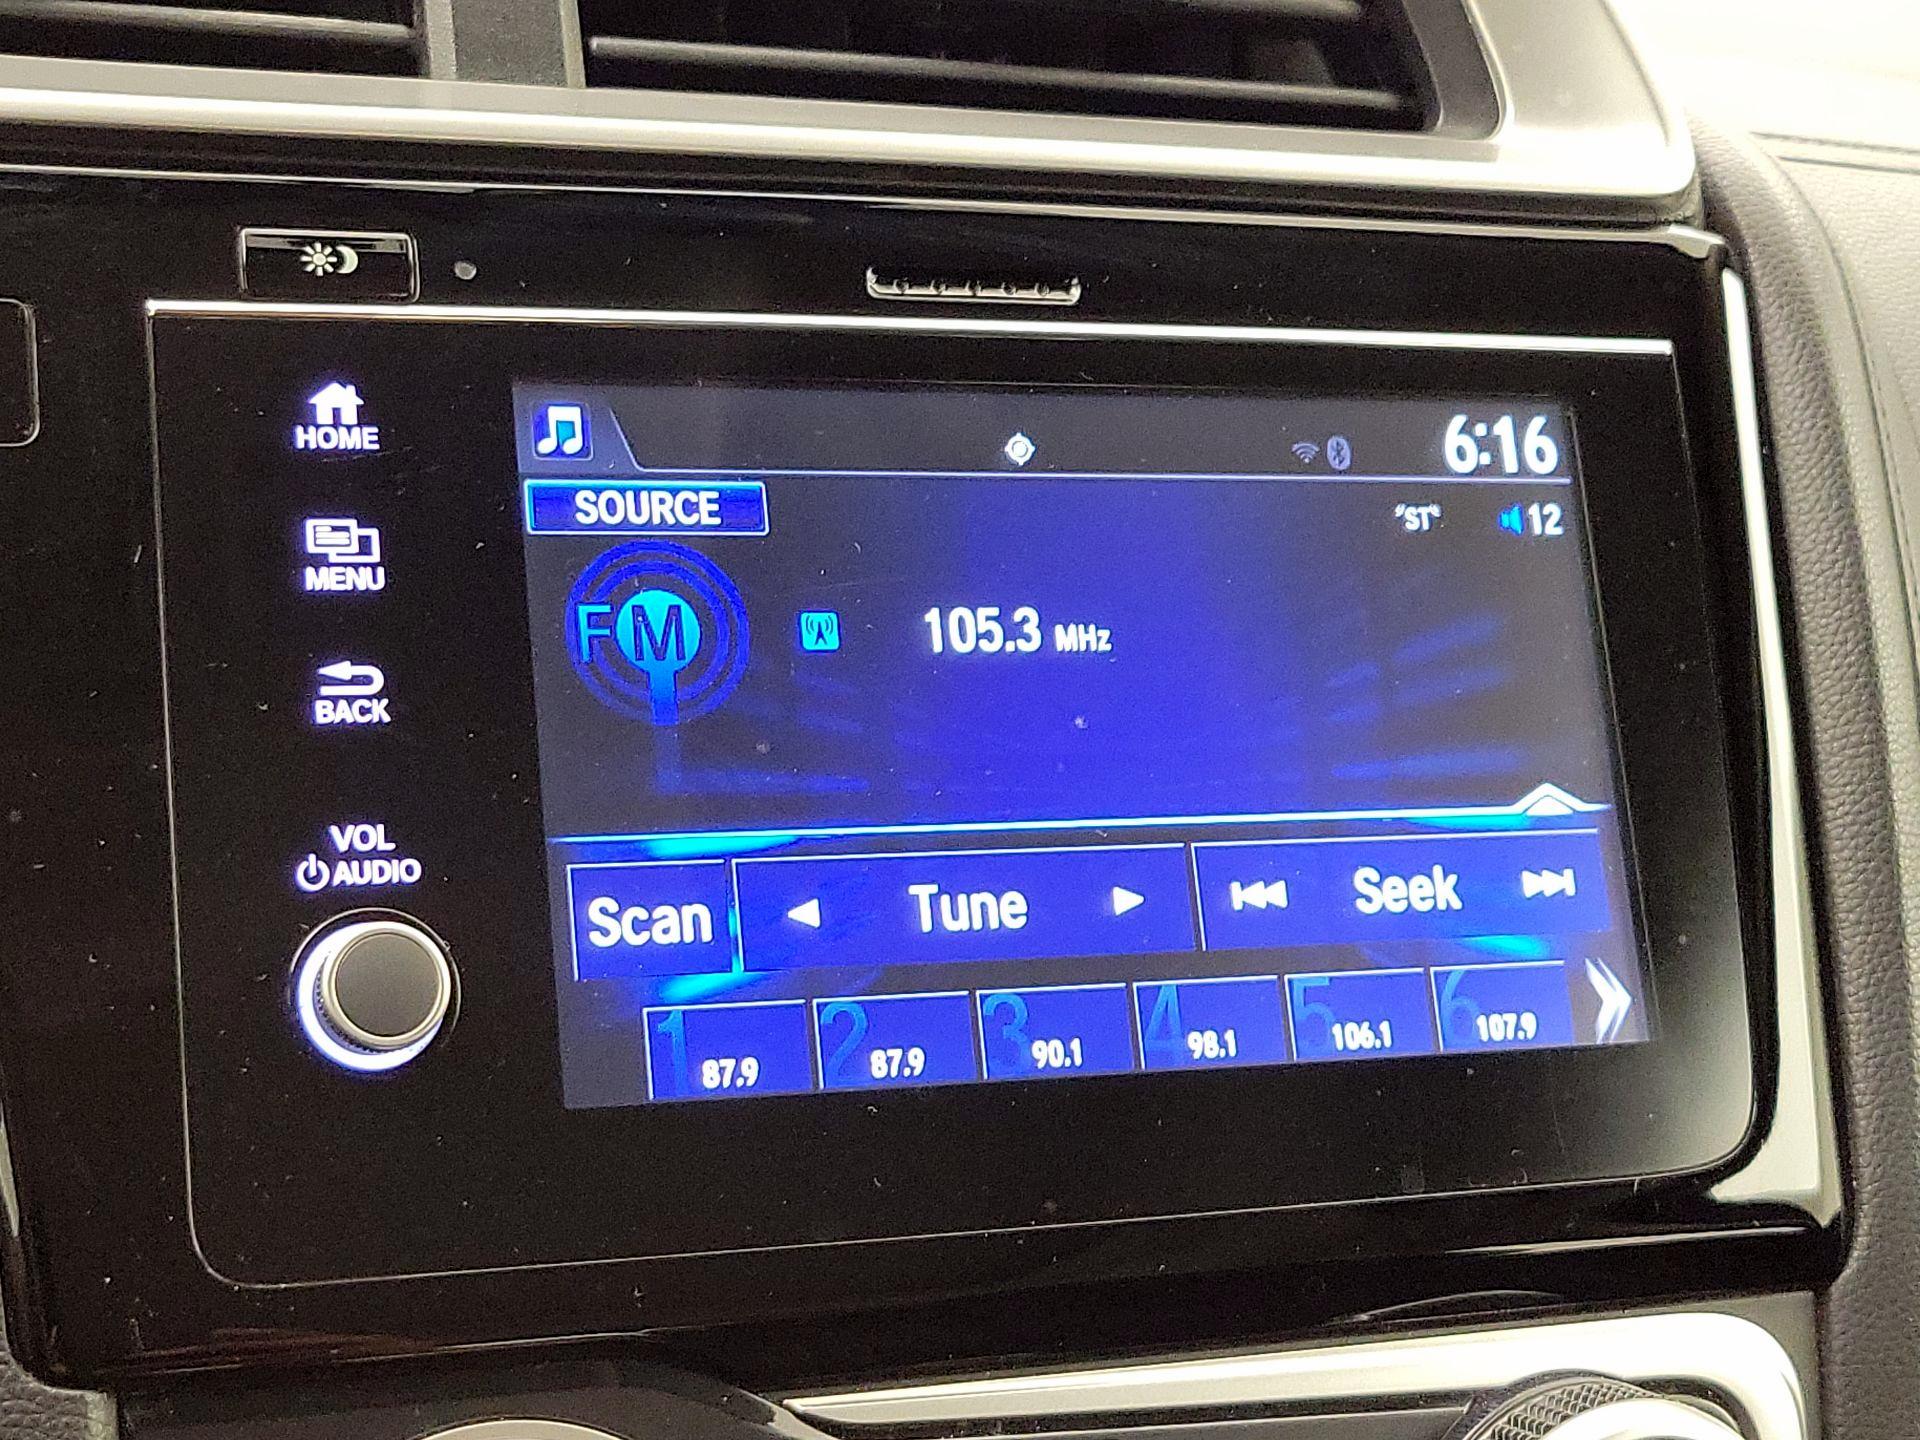 HOME
MENU
BACK
VOL
AUDIO
6:16
SOURCE
"ST"
12
FM
105.3 MHz
Scan
Tune
Seek
1 87.9
2 87.9
3 90.1
4 98.1
5 106.1
6 107.9